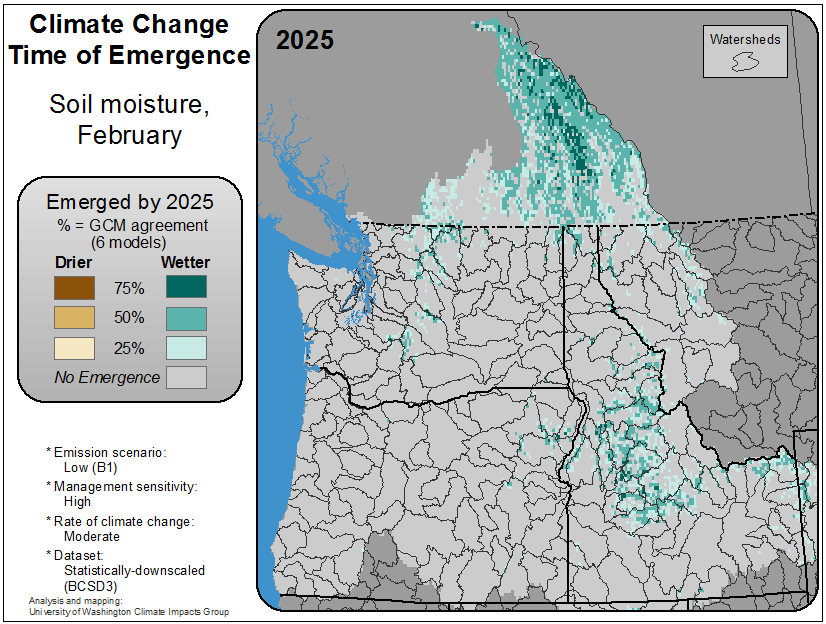 Climate Change
Time of Emergence
Soil moisture,
February
Emerged by 2025
% = GCM agreement
(6 models)
Drier Wetter
75%
50%
25%
No Emergence
* Emission scenario:
Low (B1)
* Management sensitivity:
High
* Rate of climate change:
Moderate
* Dataset:
Statistically-downscaled
(BCSD3)
Analysis and mapping:
University of Washington Climate Impacts Group
2025
Watersheds